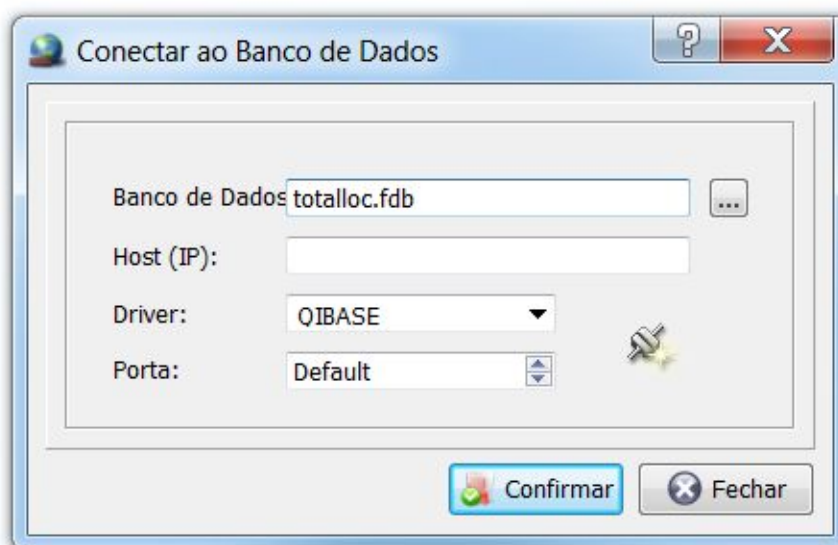 Conectar ao Banco de Dados
Banco de Dados totalloc.fdb ...
Host (IP):
Driver: QIBASE
Porta: Default
Confirmar Fechar